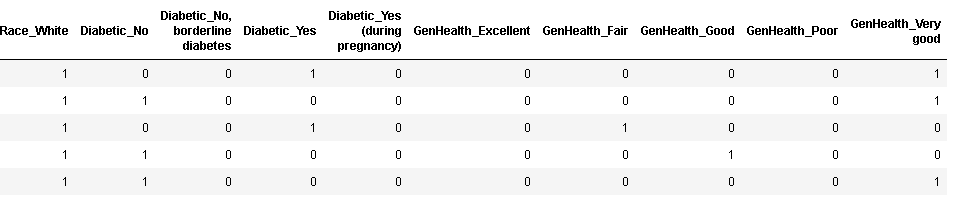 Race_White Diabetic_No Diabetic_No, borderline diabetes Diabetic_Yes Diabetic_Yes (during pregnancy) GenHealth_Excellent GenHealth_Fair GenHealth_Good GenHealth_Poor GenHealth_Very good
1 0 0 1 0 0 0 0 0 1
1 1 0 0 0 0 0 0 0 1
1 0 0 1 0 0 1 0 0 0
1 1 0 0 0 0 0 1 0 0
1 1 0 0 0 0 0 0 0 1